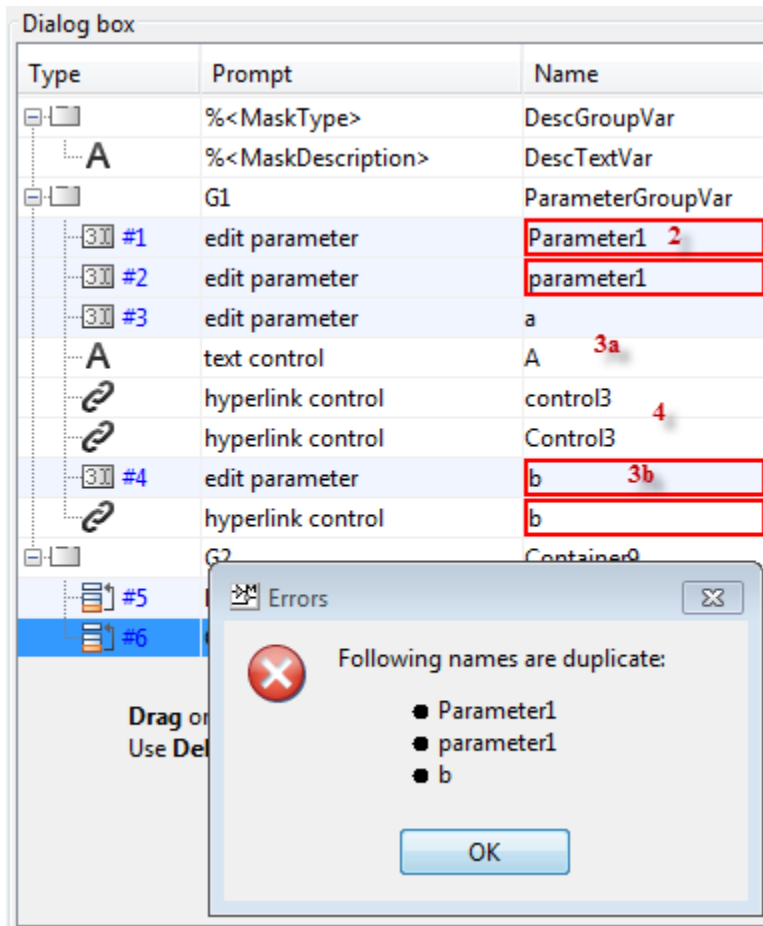 Dialog box
Type Prompt Name
%<MaskType> DescGroupVar
A %<MaskDescription> DescTextVar
G1 ParameterGroupVar
#1 edit parameter Parameter1 2
#2 edit parameter parameter1
#3 edit parameter a
3a
A text control A
hyperlink control control3
4
hyperlink control Control3
#4 edit parameter b 3b
hyperlink control b
G2 Container9
#5
#6
Errors
Following names are duplicate:
Parameter1
parameter1
b
OK
Drag
Use